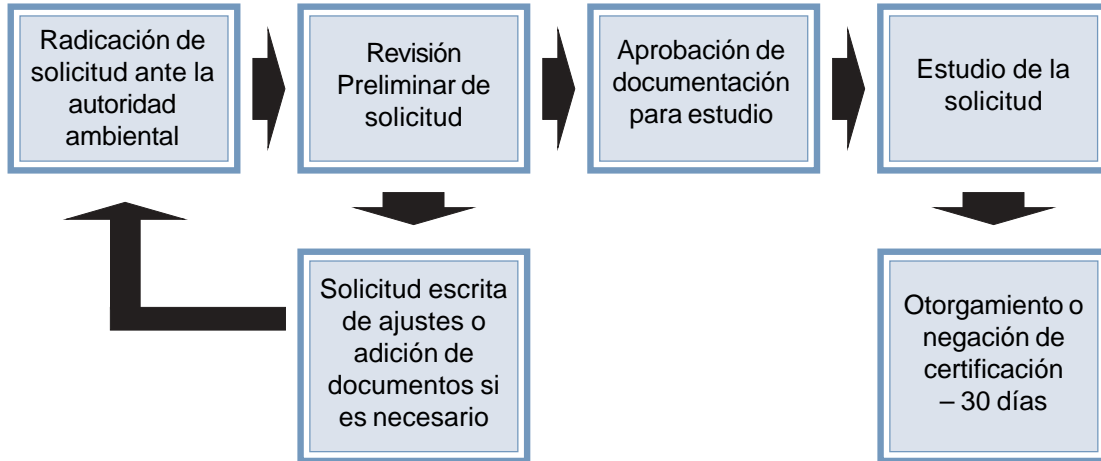 Radicación de
solicitud ante la
autoridad
ambiental
Revisión
Preliminar de
solicitud
Aprobación de
documentación
para estudio
Estudio de la
solicitud
Solicitud escrita
de ajustes o
adición de
documentos si
es necesario
Otorgamiento o
negación de
certificación
– 30 días